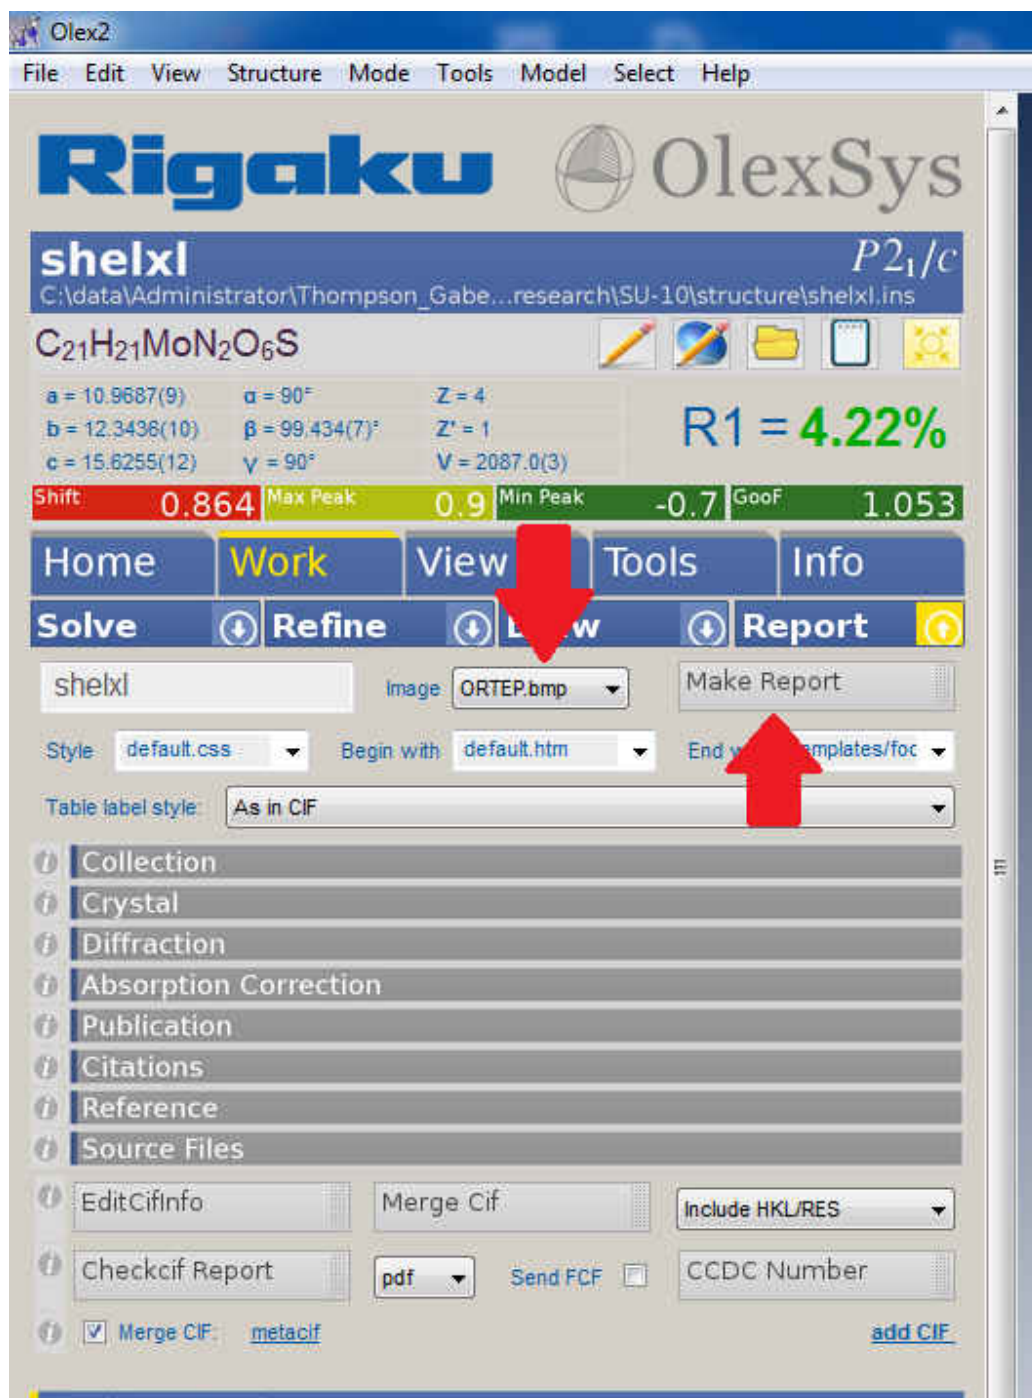 Olex2
File Edit View Structure Mode Tools Model Select Help
Rigaku OlexSys
shelxl P2₁/c
C:\data\Administrator\Thompson_Gabe...research\SU-10\structure\shelxl.ins
C₂₁H₂₁MoN₂O₆S
a = 10.9687(9) α = 90° Z = 4
b = 12.3436(10) β = 99.434(7)° Z' = 1
c = 15.6255(12) γ = 90° V = 2087.0(3)
R1 = 4.22%
Shift 0.864 Max Peak 0.9 Min Peak -0.7 GooF 1.053
Home Work View Tools Info
Solve Refine Report
shelxl Image ORTEP.bmp Make Report
Style default.css Begin with default.htm End
Table label style: As in CIF
Collection
Crystal
Diffraction
Absorption Correction
Publication
Citations
Reference
Source Files
EditCifInfo Merge Cif Include HKL/RES
Checkcif Report pdf Send FCF CCDC Number
Merge CIF: metacif add CIF